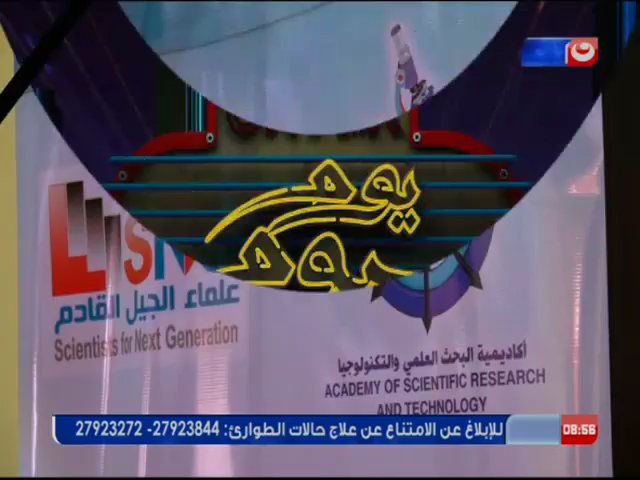 يوم
بيوم
علماء الجيل القادم
Scientists for Next Generation
أكاديمية البحث العلمي والتكنولوجيا
ACADEMY OF SCIENTIFIC RESEARCH
AND TECHNOLOGY
للإبلاغ عن الامتناع عن علاج حالات الطوارئ: 27923844 -27923272
08:56